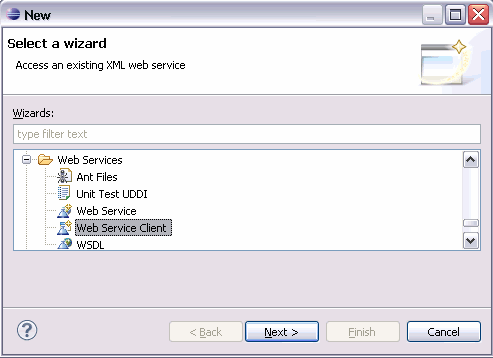 New
Select a wizard
Access an existing XML web service
Wizards:
type filter text
Web Services
Ant Files
Unit Test UDDI
Web Service
Web Service Client
WSDL
? < Back Next > Finish Cancel